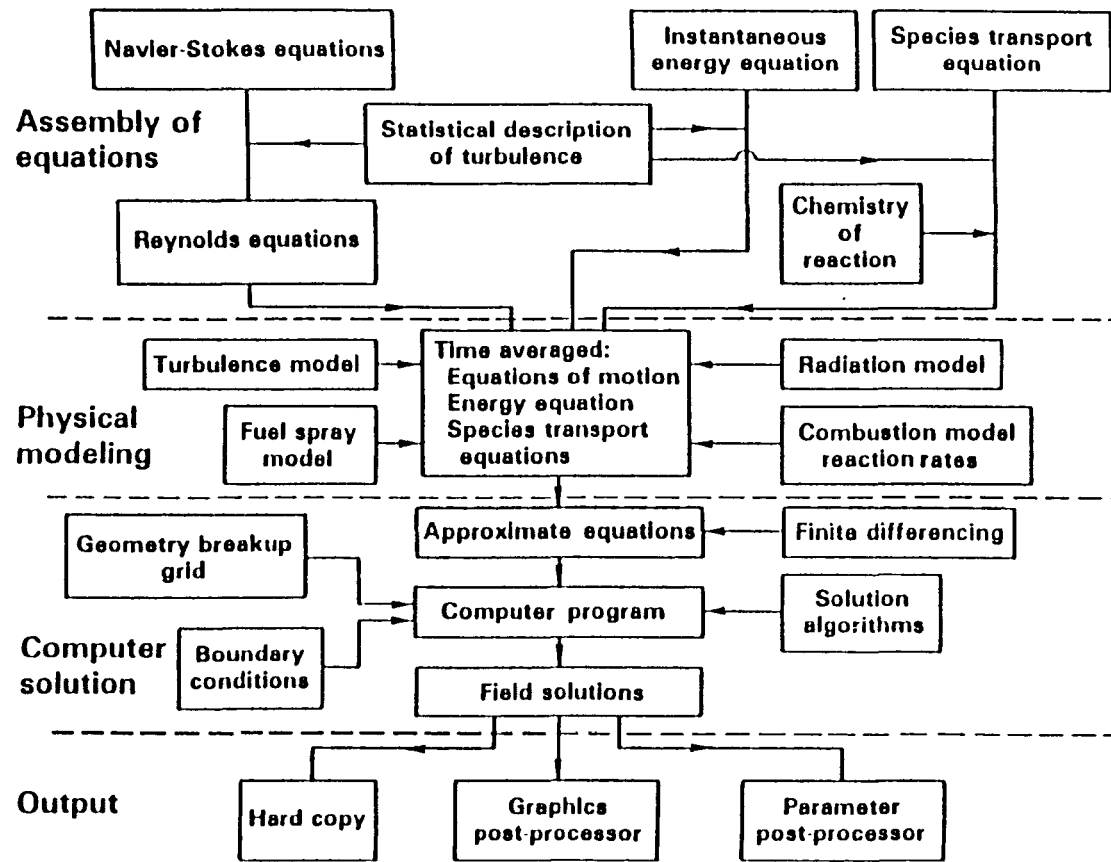 Navier-Stokes equations
Instantaneous
energy equation
Species transport
equation
Assembly of
equations
Statistical description
of turbulence
Reynolds equations
Chemistry
of
reaction
Physical
modeling
Turbulence model
Fuel spray
model
Time averaged:
Equations of motion
Energy equation
Species transport
equations
Radiation model
Combustion model
reaction rates
Computer
solution
Geometry breakup
grid
Boundary
conditions
Approximate equations
Finite differencing
Computer program
Solution
algorithms
Field solutions
Output
Hard copy
Graphics
post-processor
Parameter
post-processor